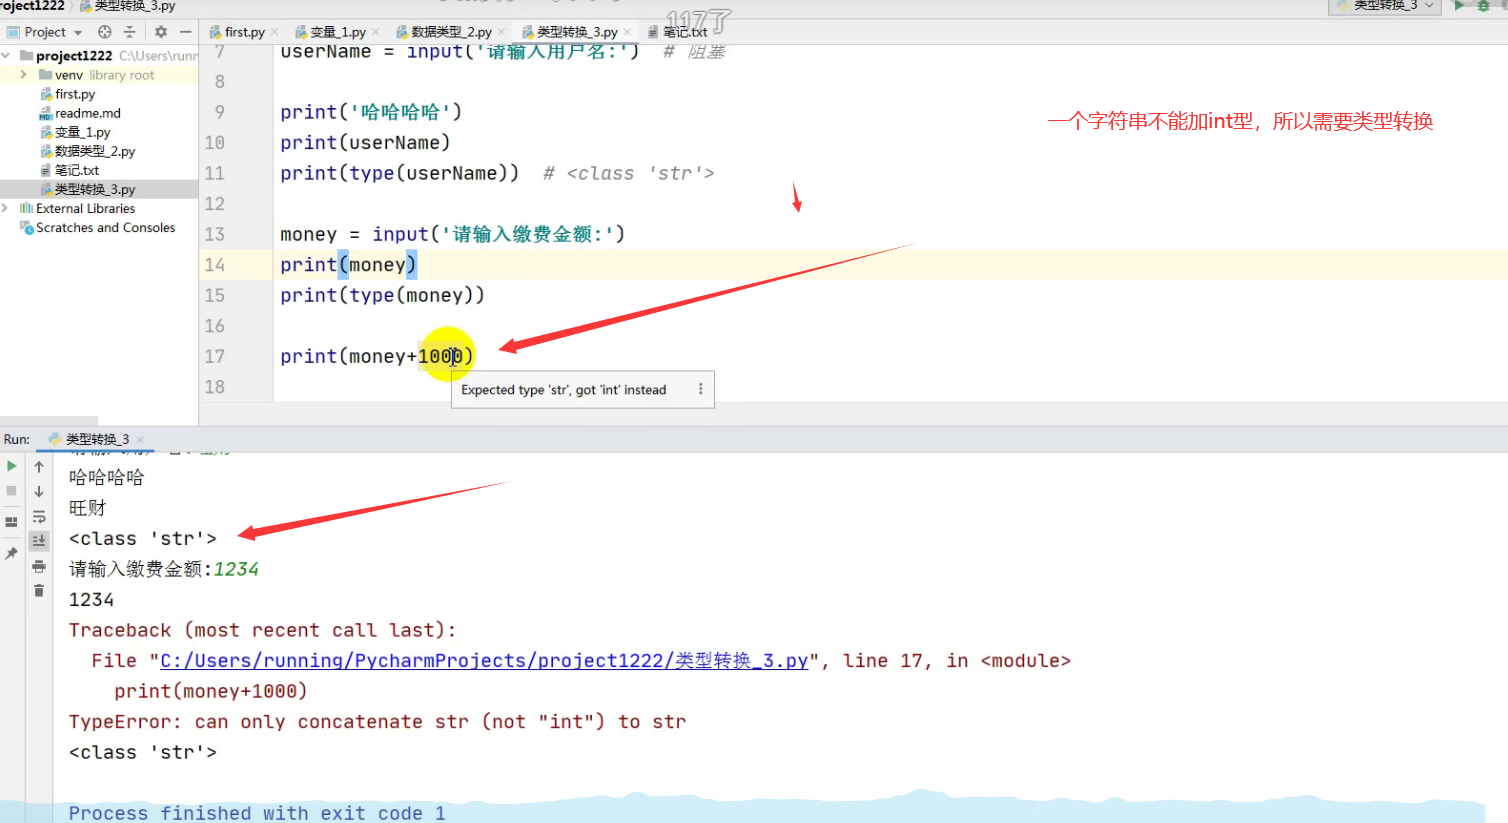 roject1222 类型转换_3.py
类型转换_3
117了
Project
first.py 变量_1.py 数据类型_2.py 类型转换_3.py 笔记.txt
project1222 C:\Users\runn
venv library root
first.py
readme.md
变量_1.py
数据类型_2.py
笔记.txt
类型转换_3.py
External Libraries
Scratches and Consoles
7 userName = input('请输入用户名:') # 阻塞
8
9 print('哈哈哈哈')
10 print(userName)
11 print(type(userName)) # <class 'str'>
12
13 money = input('请输入缴费金额:')
14 print(money)
15 print(type(money))
16
17 print(money+1000)
18
Expected type 'str', got 'int' instead
一个字符串不能加int型，所以需要类型转换
Run: 类型转换_3
哈哈哈哈
旺财
<class 'str'>
请输入缴费金额:1234
1234
Traceback (most recent call last):
File "C:/Users/running/PycharmProjects/project1222/类型转换_3.py", line 17, in <module>
print(money+1000)
TypeError: can only concatenate str (not "int") to str
<class 'str'>
Process finished with exit code 1